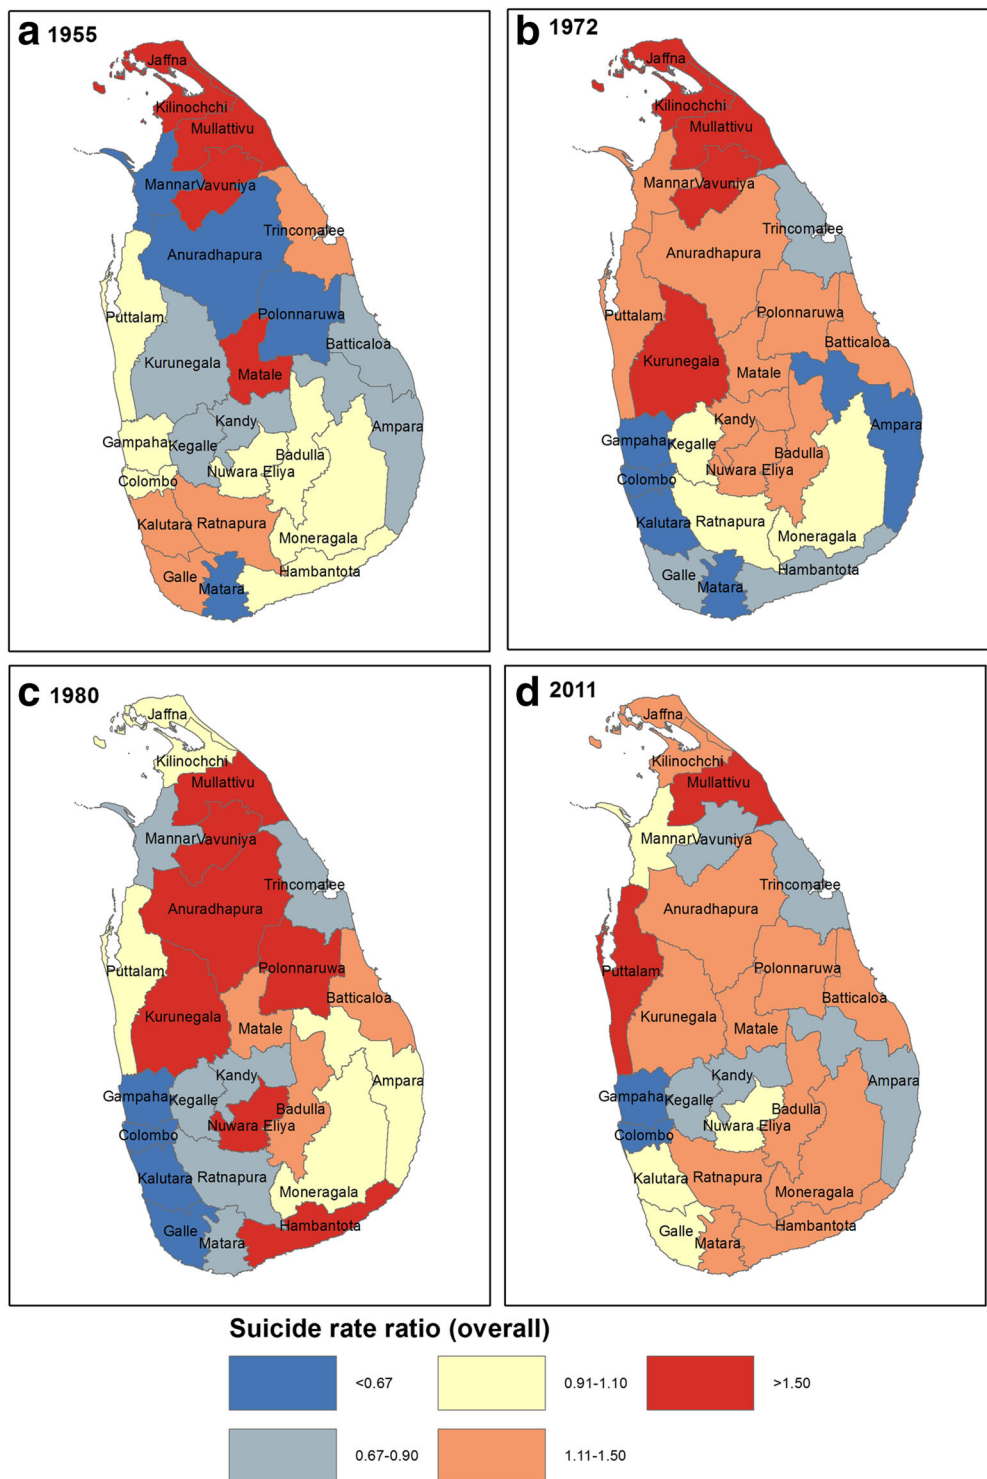 a 1955
Jaffna
Kilinochchi
Mullattivu
Mannar Vavuniya
Trincomalee
Anuradhapura
Puttalam
Polonnaruwa
Batticaloa
Kurunegala
Matale
Kandy
Ampara
Gampaha
Kegalle
Badulla
Nuwara Eliya
Colombo
Kalutara
Ratnapura
Moneragala
Hambantota
Galle
Matara
b 1972
Jaffna
Kilinochchi
Mullattivu
Mannar Vavuniya
Trincomalee
Anuradhapura
Puttalam
Polonnaruwa
Batticaloa
Kurunegala
Matale
Kandy
Ampara
Gampaha
Kegalle
Badulla
Nuwara Eliya
Colombo
Kalutara
Ratnapura
Moneragala
Hambantota
Galle
Matara
c 1980
Jaffna
Kilinochchi
Mullattivu
Mannar Vavuniya
Trincomalee
Anuradhapura
Puttalam
Polonnaruwa
Batticaloa
Kurunegala
Matale
Kandy
Ampara
Gampaha
Kegalle
Badulla
Nuwara Eliya
Colombo
Kalutara
Ratnapura
Moneragala
Hambantota
Galle
Matara
d 2011
Jaffna
Kilinochchi
Mullattivu
Mannar Vavuniya
Trincomalee
Anuradhapura
Puttalam
Polonnaruwa
Batticaloa
Kurunegala
Matale
Kandy
Ampara
Gampaha
Kegalle
Badulla
Nuwara Eliya
Colombo
Kalutara
Ratnapura
Moneragala
Hambantota
Galle
Matara
Suicide rate ratio (overall)
<0.67
0.91-1.10
>1.50
0.67-0.90
1.11-1.50